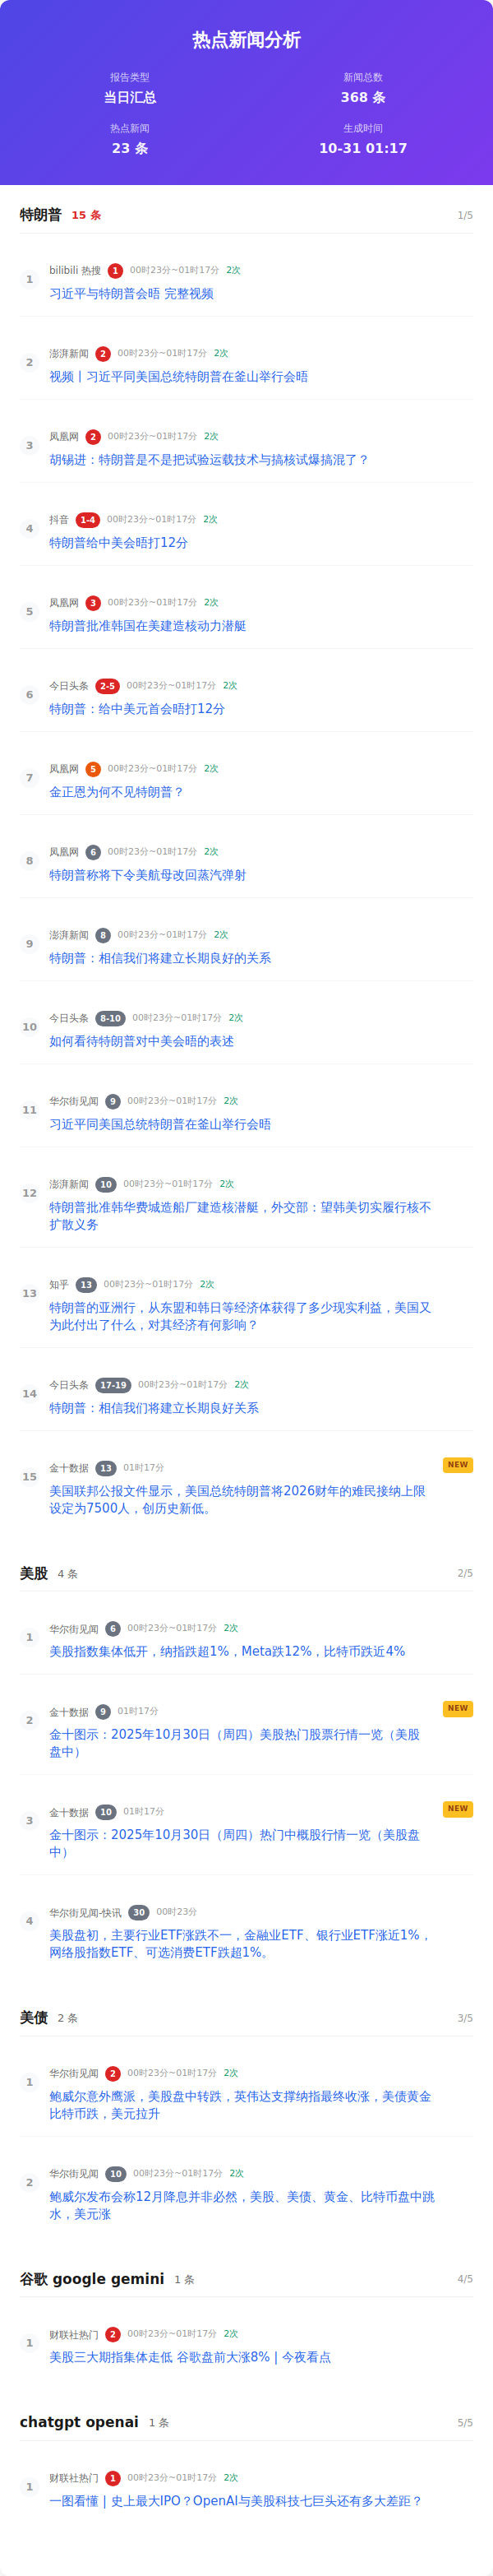 热点新闻分析
报告类型
新闻总数
当日汇总
368 条
热点新闻
生成时间
23 条
10-31 01:17
特朗普 15 条 1/5
1
bilibili 热搜 1 00时23分~01时17分 2次
习近平与特朗普会晤 完整视频
2
澎湃新闻 2 00时23分~01时17分 2次
视频丨习近平同美国总统特朗普在釜山举行会晤
3
凤凰网 2 00时23分~01时17分 2次
胡锡进：特朗普是不是把试验运载技术与搞核试爆搞混了？
4
抖音 1-4 00时23分~01时17分 2次
特朗普给中美会晤打12分
5
凤凰网 3 00时23分~01时17分 2次
特朗普批准韩国在美建造核动力潜艇
6
今日头条 2-5 00时23分~01时17分 2次
特朗普：给中美元首会晤打12分
7
凤凰网 5 00时23分~01时17分 2次
金正恩为何不见特朗普？
8
凤凰网 6 00时23分~01时17分 2次
特朗普称将下令美航母改回蒸汽弹射
9
澎湃新闻 8 00时23分~01时17分 2次
特朗普：相信我们将建立长期良好的关系
10
今日头条 8-10 00时23分~01时17分 2次
如何看待特朗普对中美会晤的表述
11
华尔街见闻 9 00时23分~01时17分 2次
习近平同美国总统特朗普在釜山举行会晤
12
澎湃新闻 10 00时23分~01时17分 2次
特朗普批准韩华费城造船厂建造核潜艇，外交部：望韩美切实履行核不
扩散义务
13
知乎 13 00时23分~01时17分 2次
特朗普的亚洲行，从东盟和韩日等经济体获得了多少现实利益，美国又
为此付出了什么，对其经济有何影响？
14
今日头条 17-19 00时23分~01时17分 2次
特朗普：相信我们将建立长期良好关系
15
金十数据 13 01时17分 NEW
美国联邦公报文件显示，美国总统特朗普将2026财年的难民接纳上限
设定为7500人，创历史新低。
美股 4 条 2/5
1
华尔街见闻 6 00时23分~01时17分 2次
美股指数集体低开，纳指跌超1%，Meta跌12%，比特币跌近4%
2
金十数据 9 01时17分 NEW
金十图示：2025年10月30日（周四）美股热门股票行情一览（美股
盘中）
3
金十数据 10 01时17分 NEW
金十图示：2025年10月30日（周四）热门中概股行情一览（美股盘
中）
4
华尔街见闻-快讯 30 00时23分
美股盘初，主要行业ETF涨跌不一，金融业ETF、银行业ETF涨近1%，
网络股指数ETF、可选消费ETF跌超1%。
美债 2 条 3/5
1
华尔街见闻 2 00时23分~01时17分 2次
鲍威尔意外鹰派，美股盘中转跌，英伟达支撑纳指最终收涨，美债黄金
比特币跌，美元拉升
2
华尔街见闻 10 00时23分~01时17分 2次
鲍威尔发布会称12月降息并非必然，美股、美债、黄金、比特币盘中跳
水，美元涨
谷歌 google gemini 1 条 4/5
1
财联社热门 2 00时23分~01时17分 2次
美股三大期指集体走低 谷歌盘前大涨8% | 今夜看点
chatgpt openai 1 条 5/5
1
财联社热门 1 00时23分~01时17分 2次
一图看懂 | 史上最大IPO？OpenAI与美股科技七巨头还有多大差距？